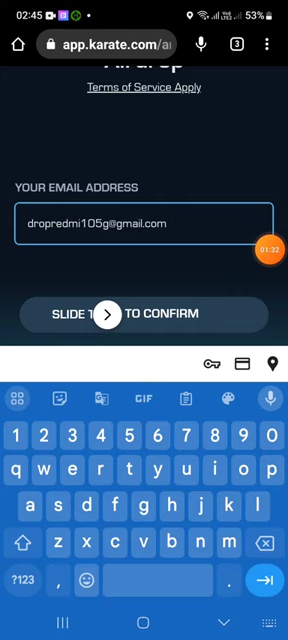 02:45 53%
app.karate.com/ 3
Airdrop
Terms of Service Apply
YOUR EMAIL ADDRESS
dropredmi105g@gmail.com
01:32
SLIDE TO CONFIRM
GIF
1 2 3 4 5 6 7 8 9 0
q w e r t y u i o p
a s d f g h j k l
z x c v b n m
?123 , .